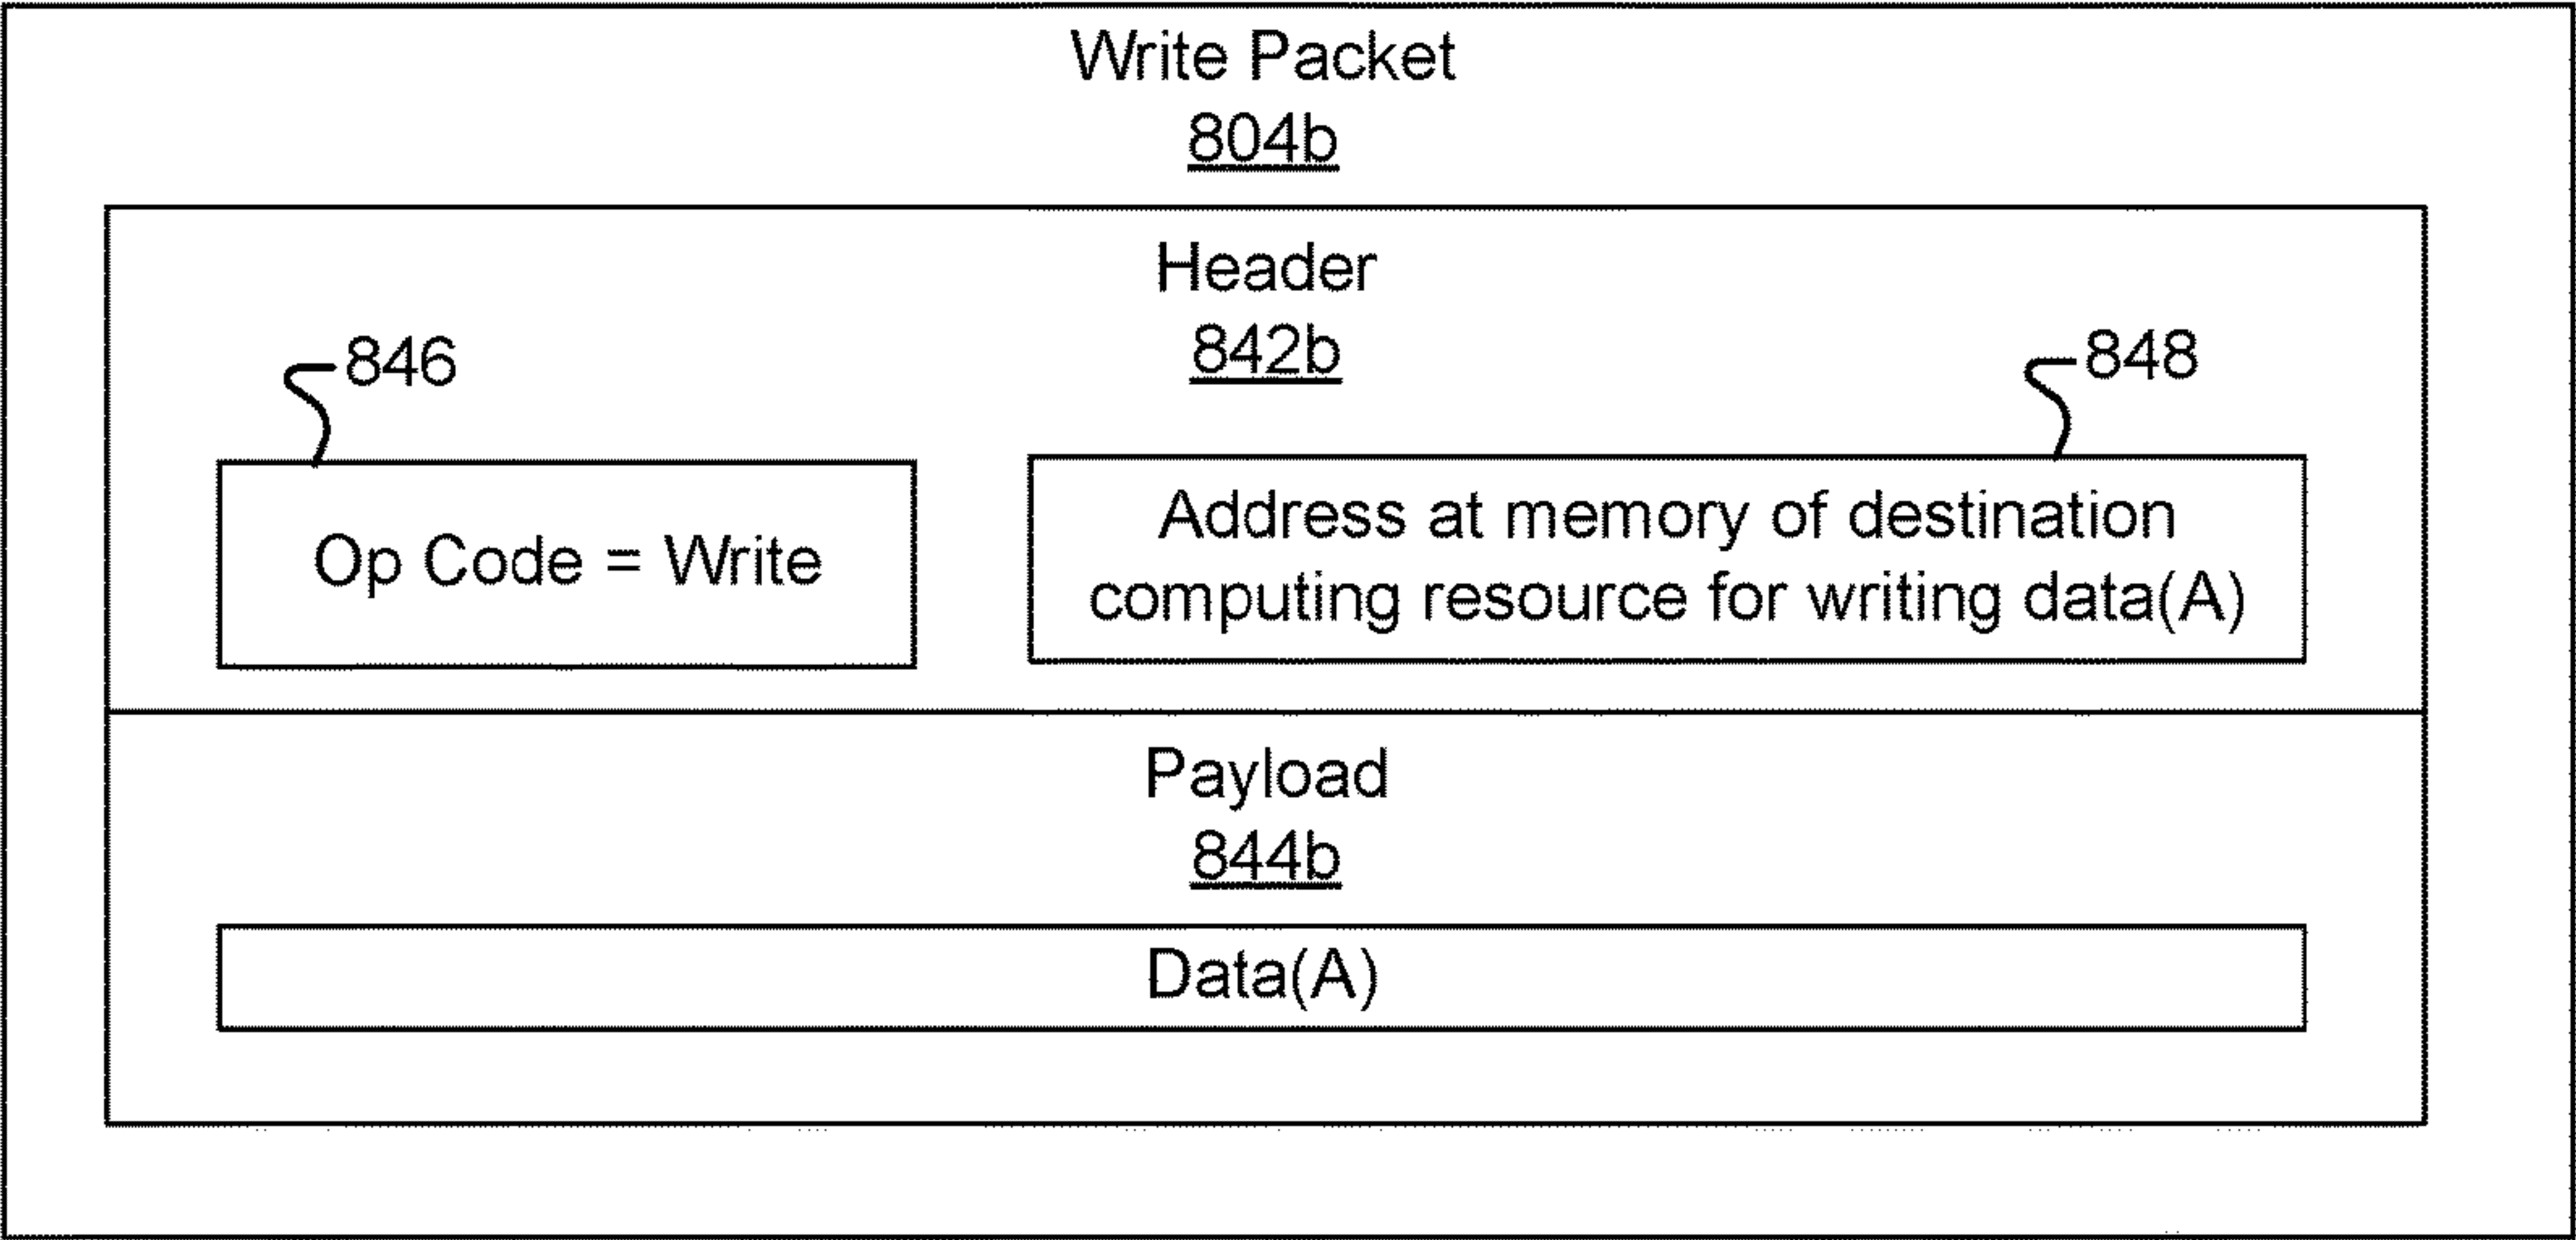 Write Packet
804b
Header
842b
846
848
Op Code = Write
Address at memory of destination
computing resource for writing data(A)
Payload
844b
Data(A)